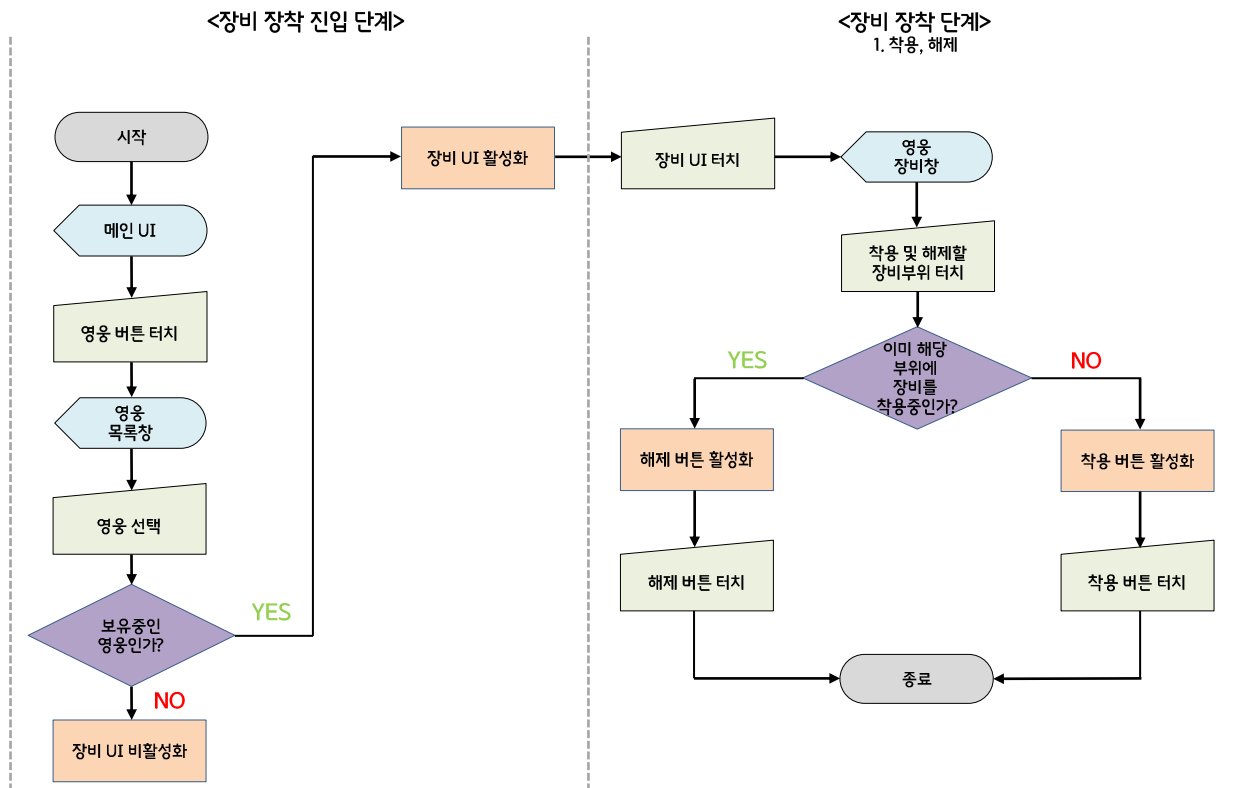 <장비 장착 진입 단계>
시작
메인 UI
영웅 버튼 터치
영웅
목록창
영웅 선택
보유중인
영웅인가?
YES
NO
장비 UI 비활성화
장비 UI 활성화
<장비 장착 단계>
1. 착용, 해제
장비 UI 터치
영웅
장비창
착용 및 해제할
장비부위 터치
이미 해당
부위에
장비를
착용중인가?
YES
NO
해제 버튼 활성화
착용 버튼 활성화
해제 버튼 터치
착용 버튼 터치
종료